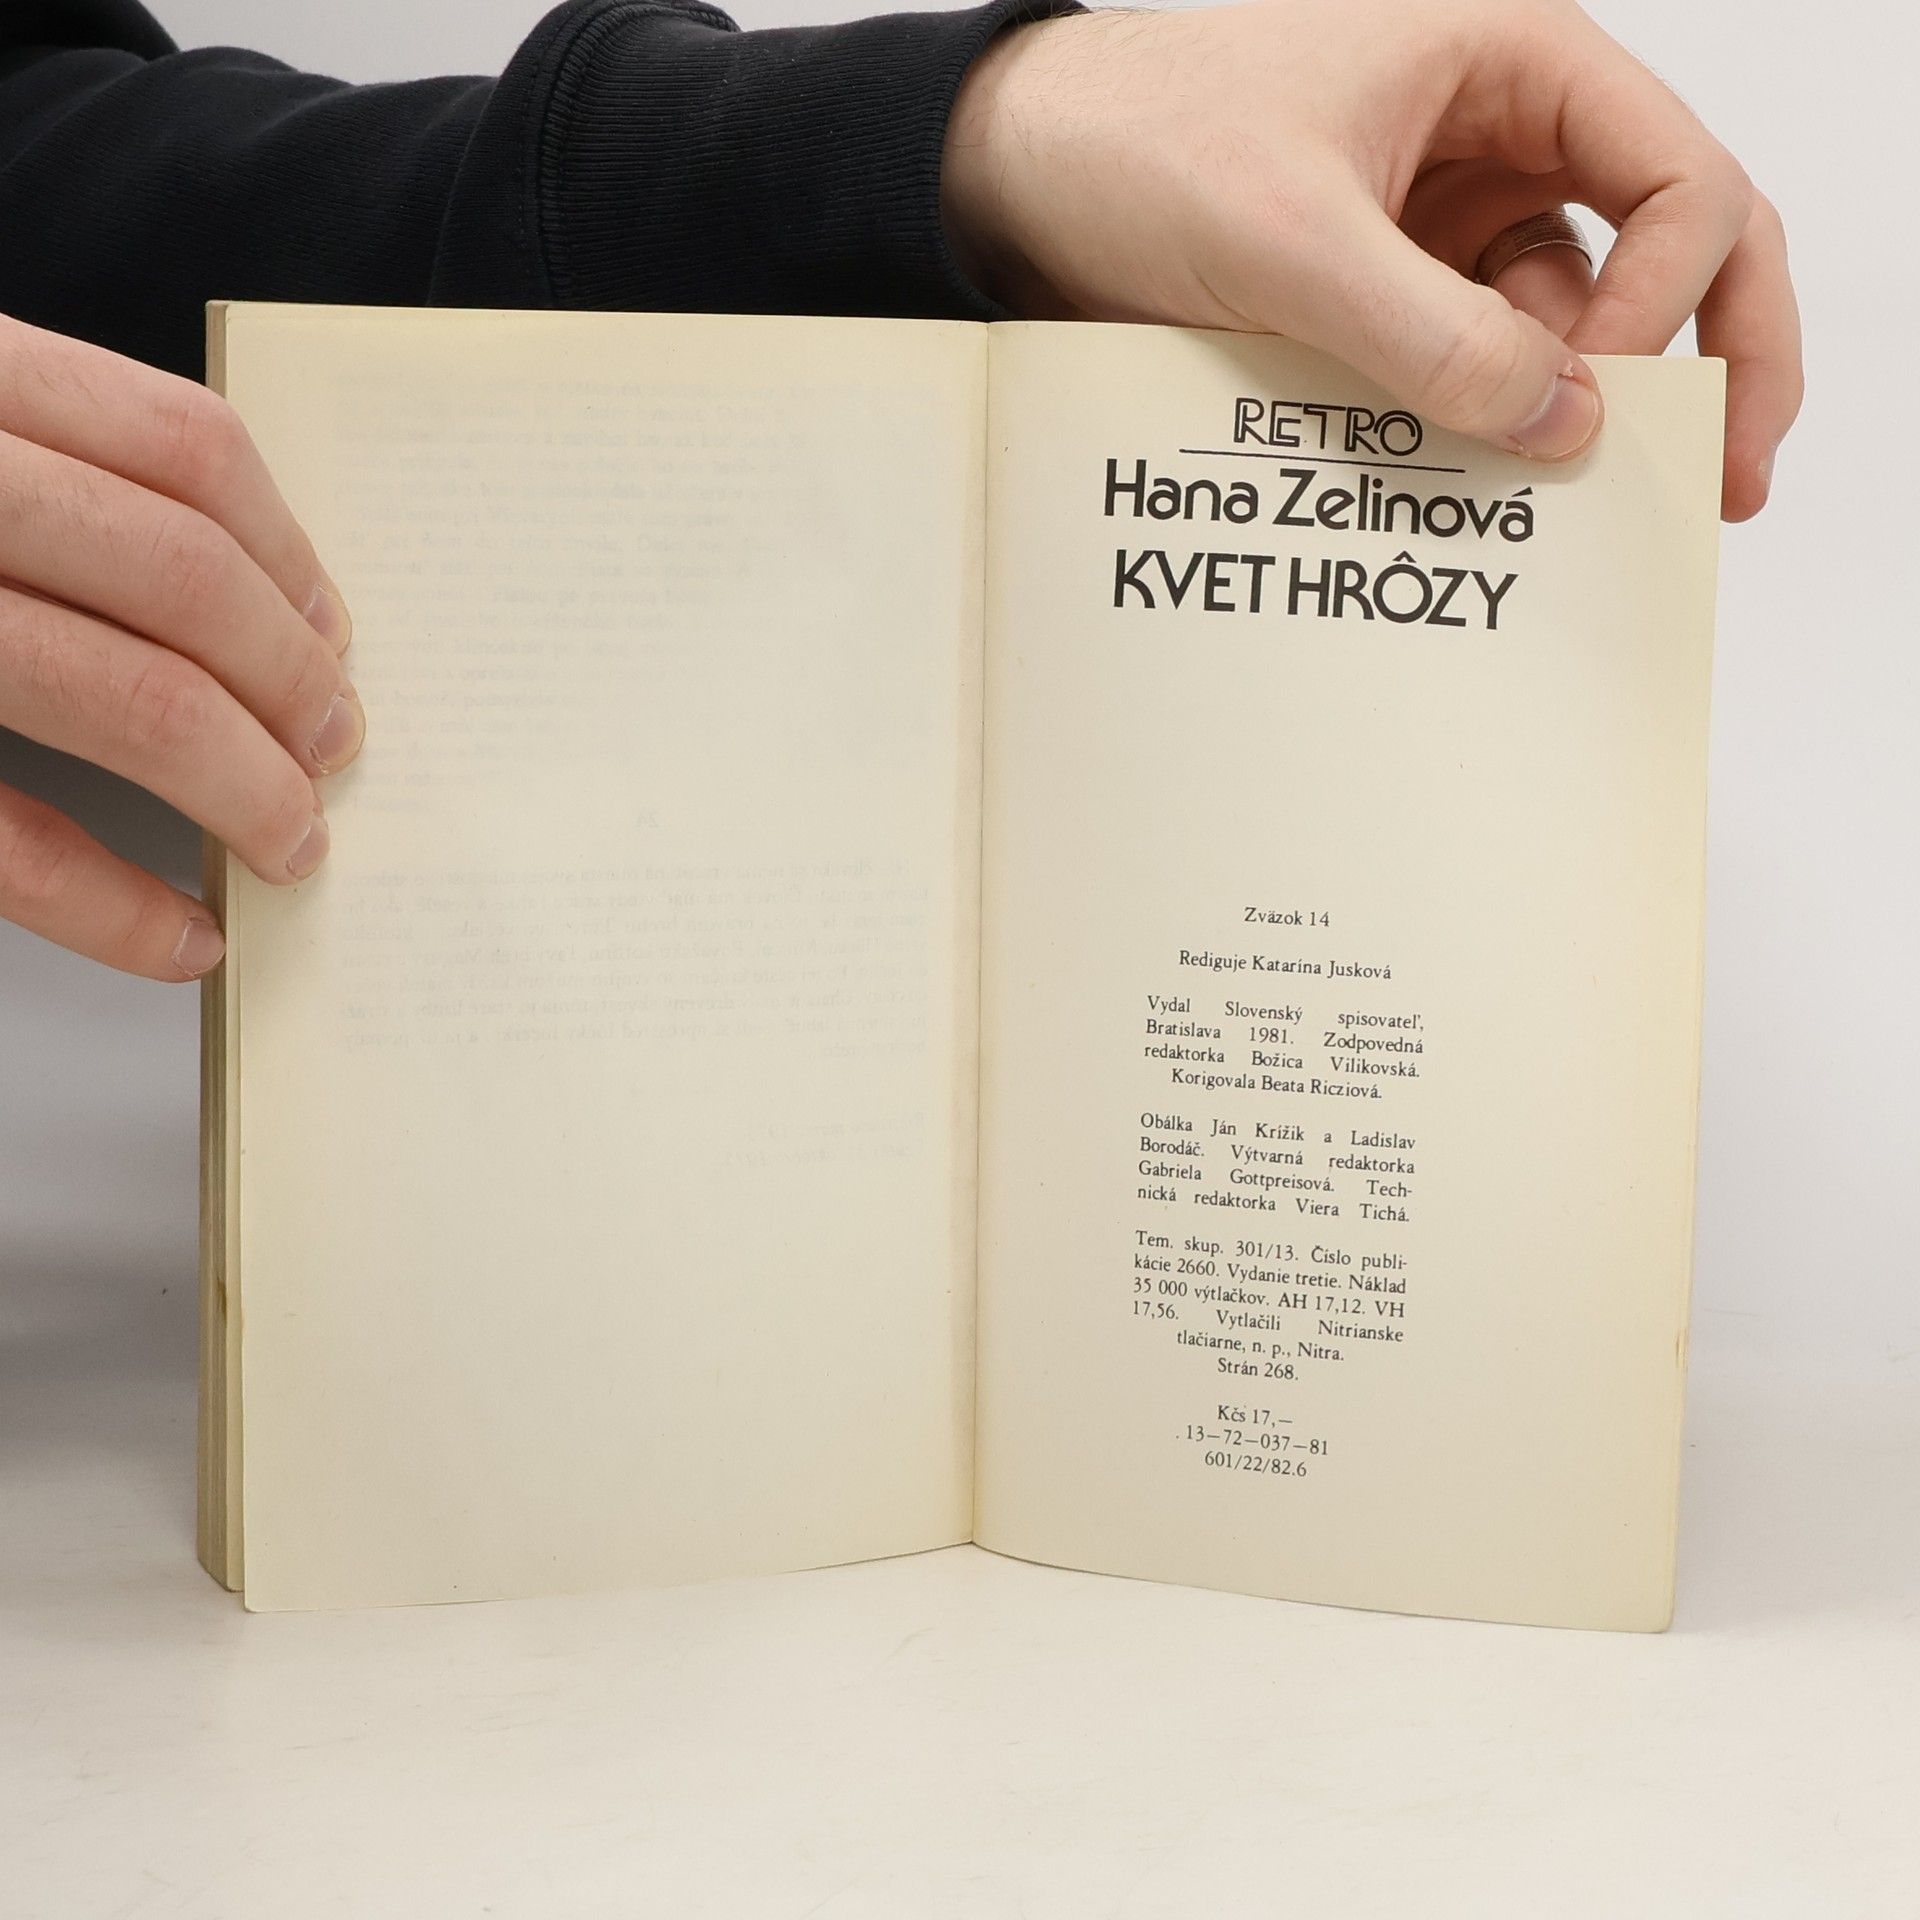 RETRO
Hana Zelinová
KVET HRÔZY
Zväzok 14
Rediguje Katarína Jusková
Vydal Slovenský spisovateľ,
Bratislava 1981. Zodpovedná
redaktorka Božica Vilikovská.
Korigovala Beata Ricziová.
Obálka Ján Krížik a Ladislav
Borodáč. Výtvarná redaktorka
Gabriela Gottpreisová. Tech-
nická redaktorka Viera Tichá.
Tem. skup. 301/13. Číslo publi-
kácie 2660. Vydanie tretie. Náklad
35 000 výtlačkov. AH 17,12. VH
17,56. Vytlačili Nitrianske
tlačiarne, n. p., Nitra.
Strán 268.
Kčs 17,—
13—72—037—81
601/22/82.6